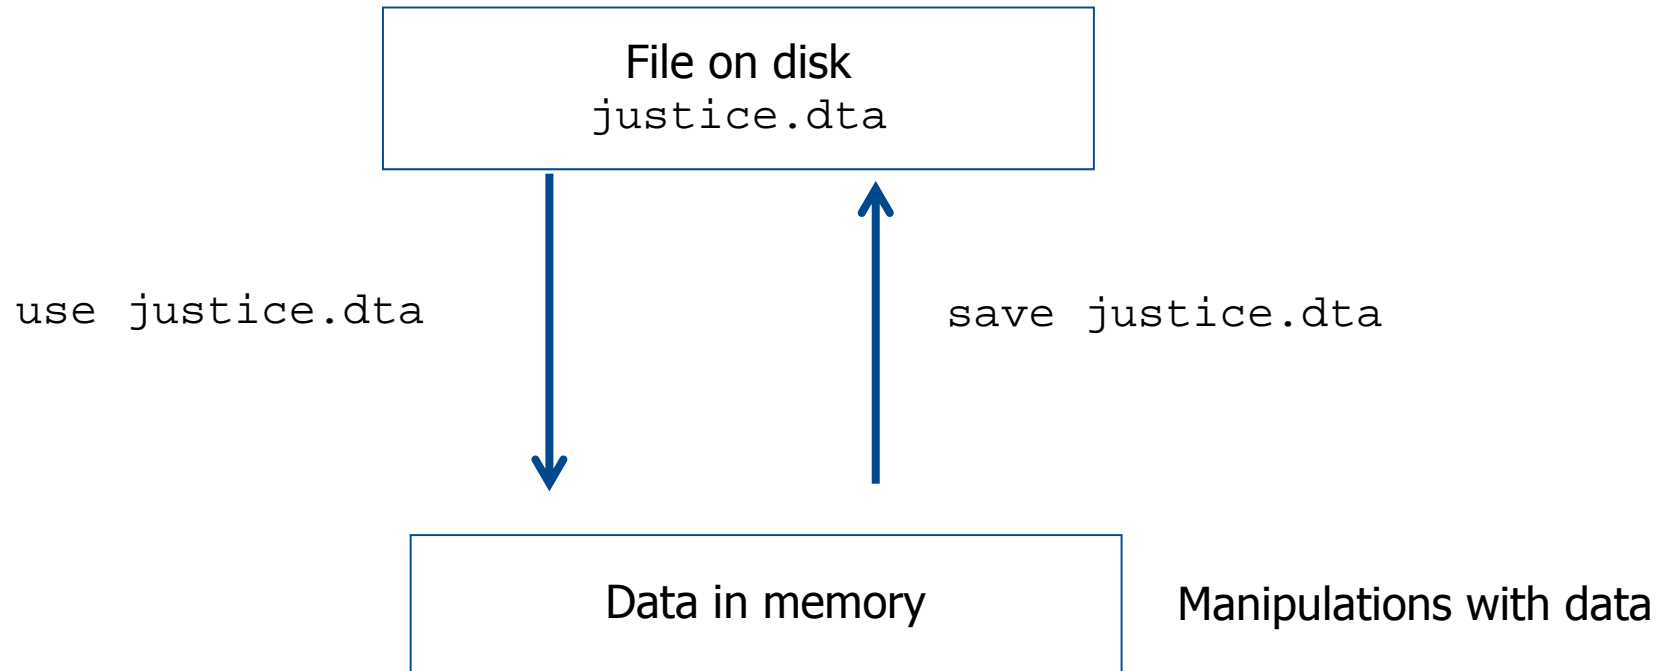 File on disk
justice.dta
use justice.dta
save justice.dta
Data in memory
Manipulations with data